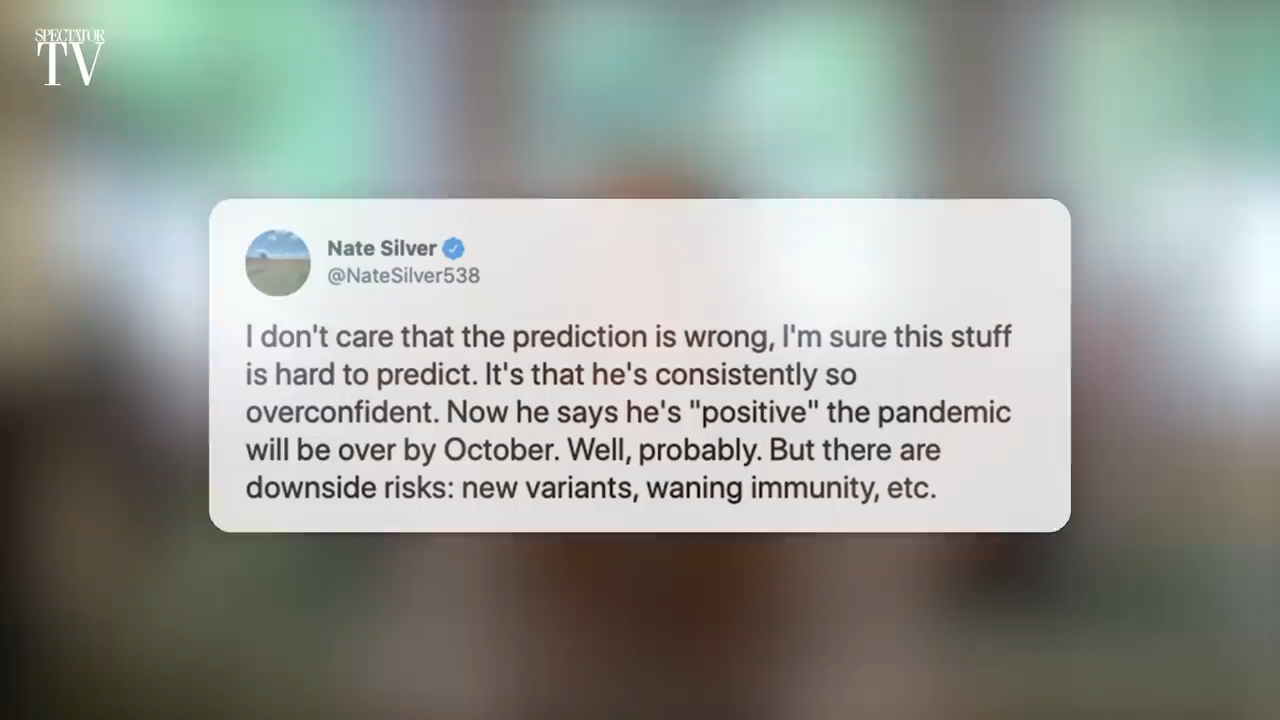 SPECTATOR
TV
Nate Silver
@NateSilver538
I don't care that the prediction is wrong, I'm sure this stuff
is hard to predict. It's that he's consistently so
overconfident. Now he says he's "positive" the pandemic
will be over by October. Well, probably. But there are
downside risks: new variants, waning immunity, etc.